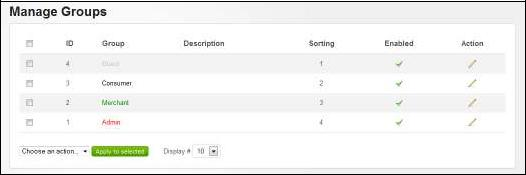 Manage Groups
ID Group Description Sorting Enabled Action
4 Guest 1
3 Consumer 2
2 Merchant 3
1 Admin 4
Choose an action... Apply to selected Display # 10